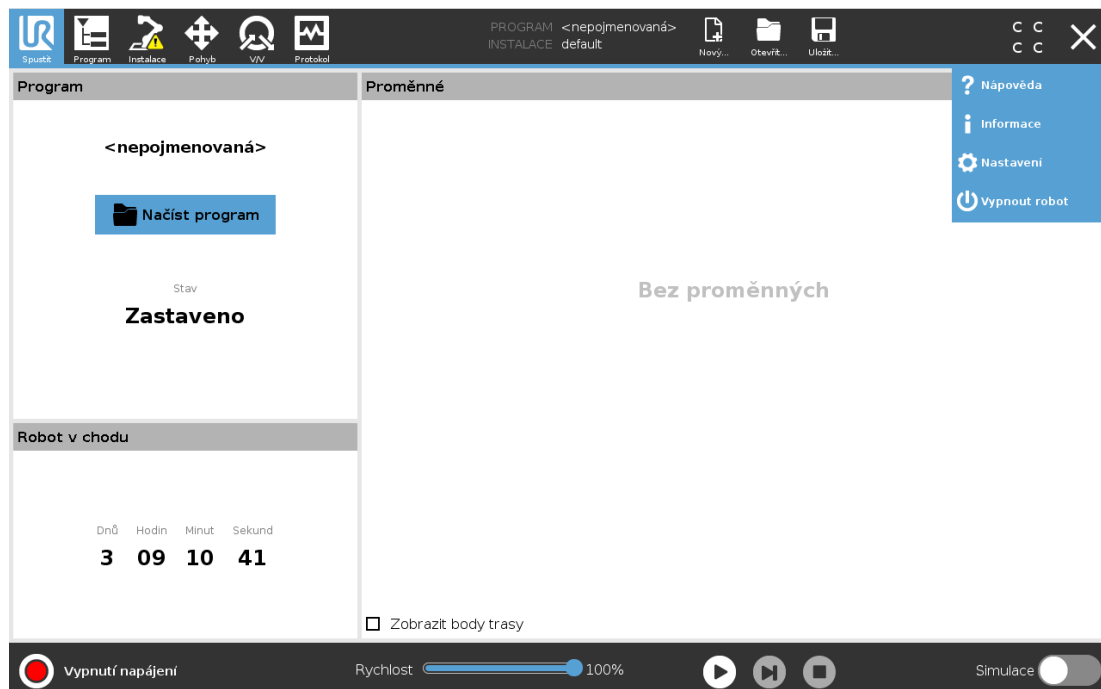 PROGRAM <nepojmenovaná>
INSTALACE default
C C
C C
Spustit Program Instalace Pohyb V/V Protokol Nový... Otevřít... Uložit...
Program
Proměnné
? Nápověda
Informace
Nastavení
Vypnout robot
<nepojmenovaná>
Načíst program
Stav
Zastaveno
Bez proměnných
Robot v chodu
Dnů Hodin Minut Sekund
3 09 10 41
Zobrazit body trasy
Vypnutí napájení
Rychlost 100%
Simulace